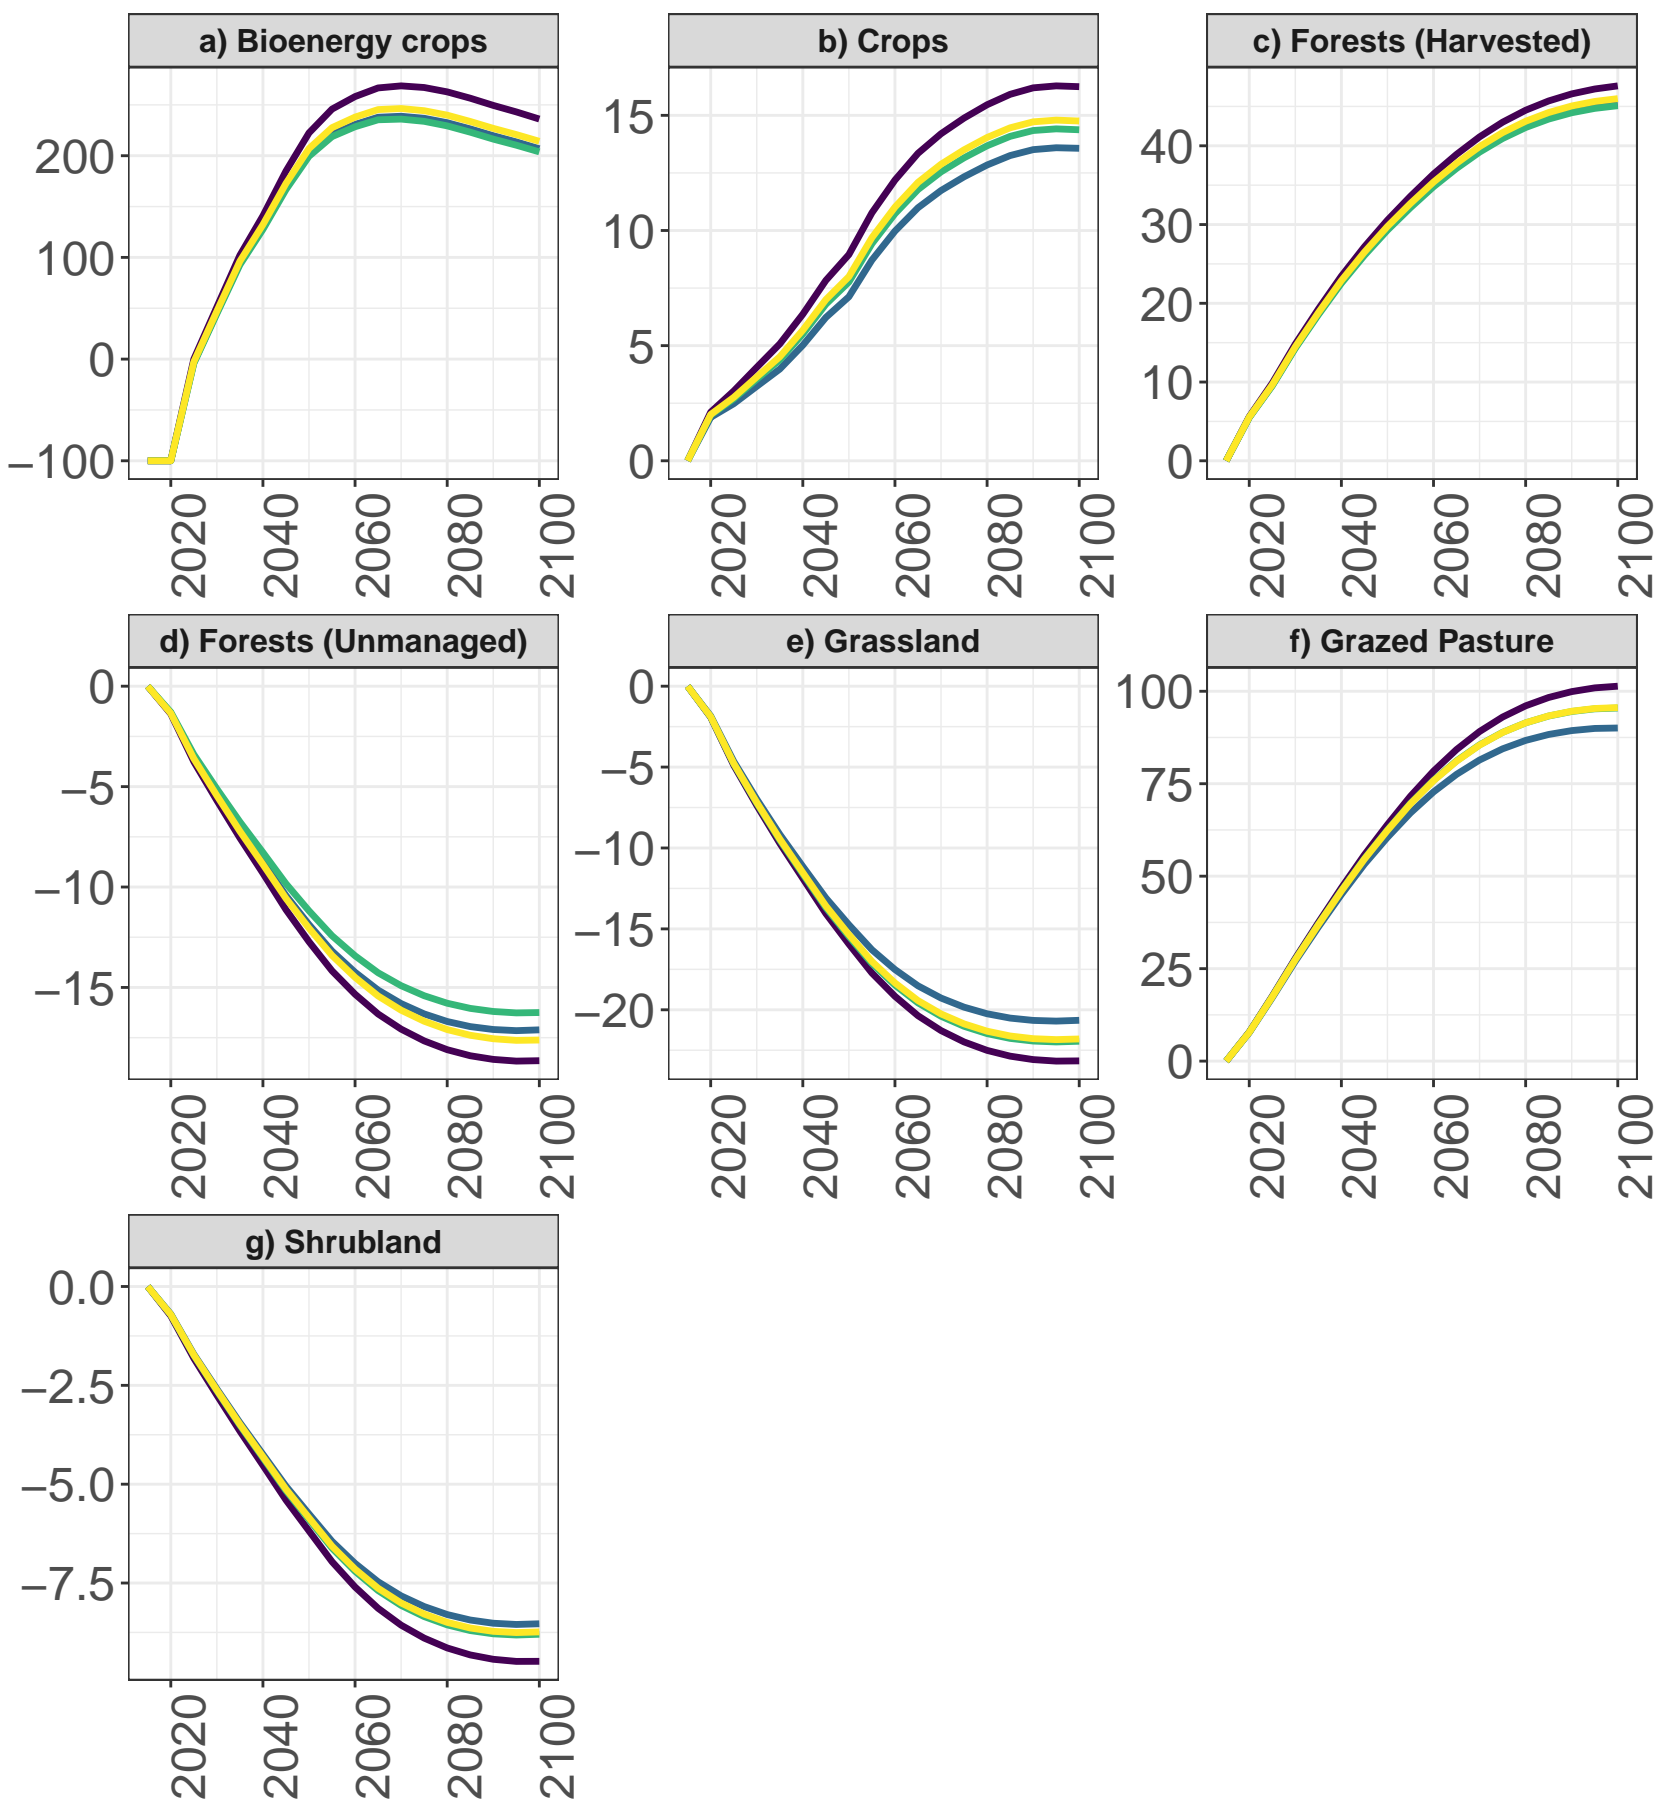 a) Bioenergy crops
200
100
0
−100
2020 2040 2060 2080 2100
b) Crops
15
10
5
0
2020 2040 2060 2080 2100
c) Forests (Harvested)
40
30
20
10
0
2020 2040 2060 2080 2100
d) Forests (Unmanaged)
0
−5
−10
−15
2020 2040 2060 2080 2100
e) Grassland
0
−5
−10
−15
−20
2020 2040 2060 2080 2100
f) Grazed Pasture
100
75
50
25
0
2020 2040 2060 2080 2100
g) Shrubland
0.0
−2.5
−5.0
−7.5
2020 2040 2060 2080 2100